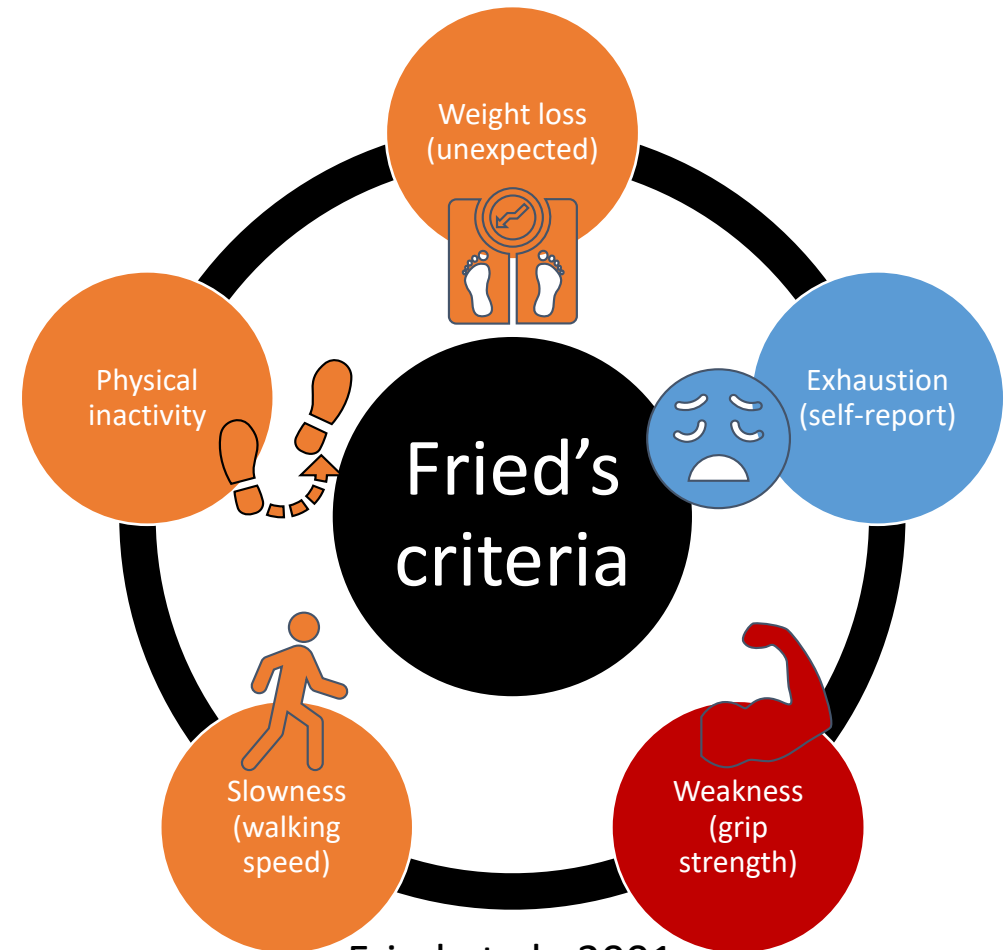 Weight loss
(unexpected)
Exhaustion
(self-report)
Weakness
(grip
strength)
Slowness
(walking
speed)
Physical
inactivity
Fried's
criteria